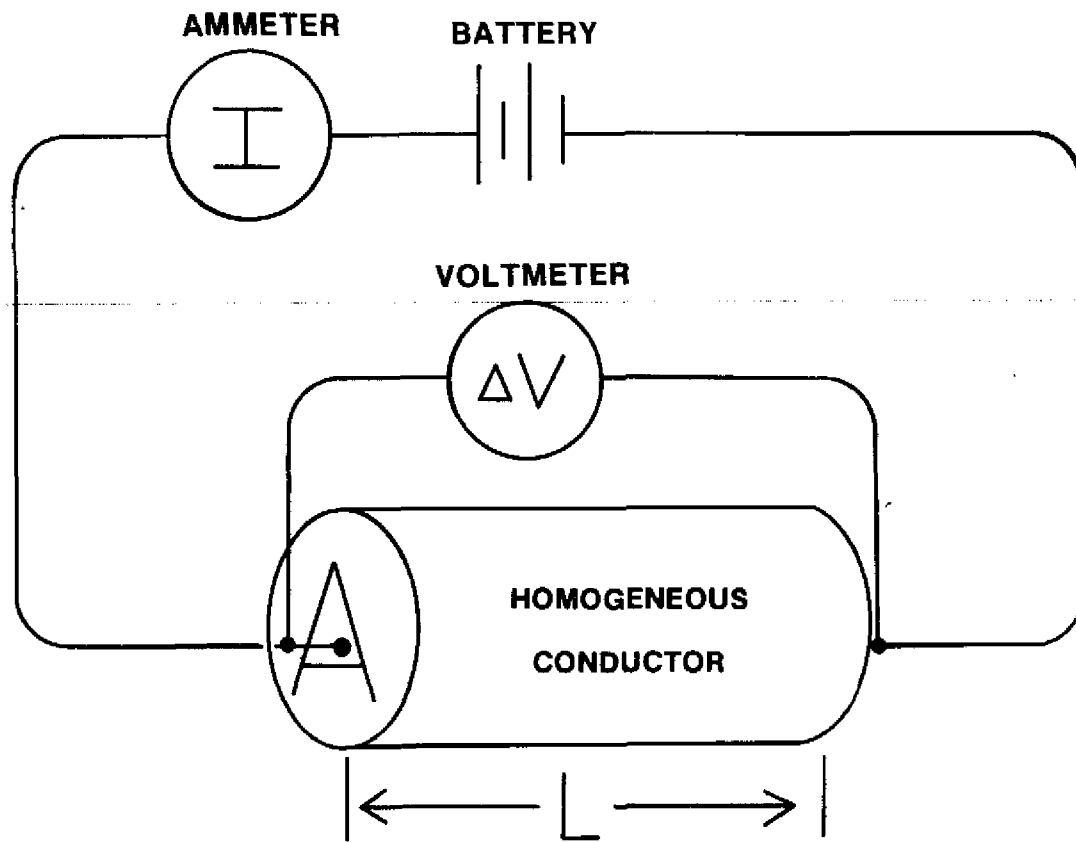 AMMETER
BATTERY
I
VOLTMETER
ΔV
A
HOMOGENEOUS
CONDUCTOR
L